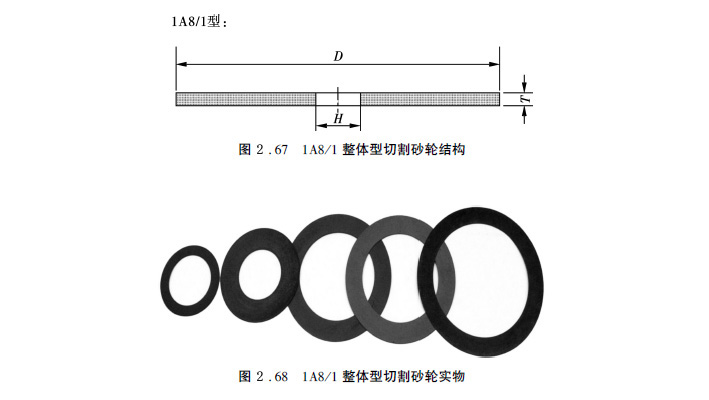 1A8/1型：
D
T
H
图 2.67 1A8/1 整体型切割砂轮结构
图 2.68 1A8/1 整体型切割砂轮实物